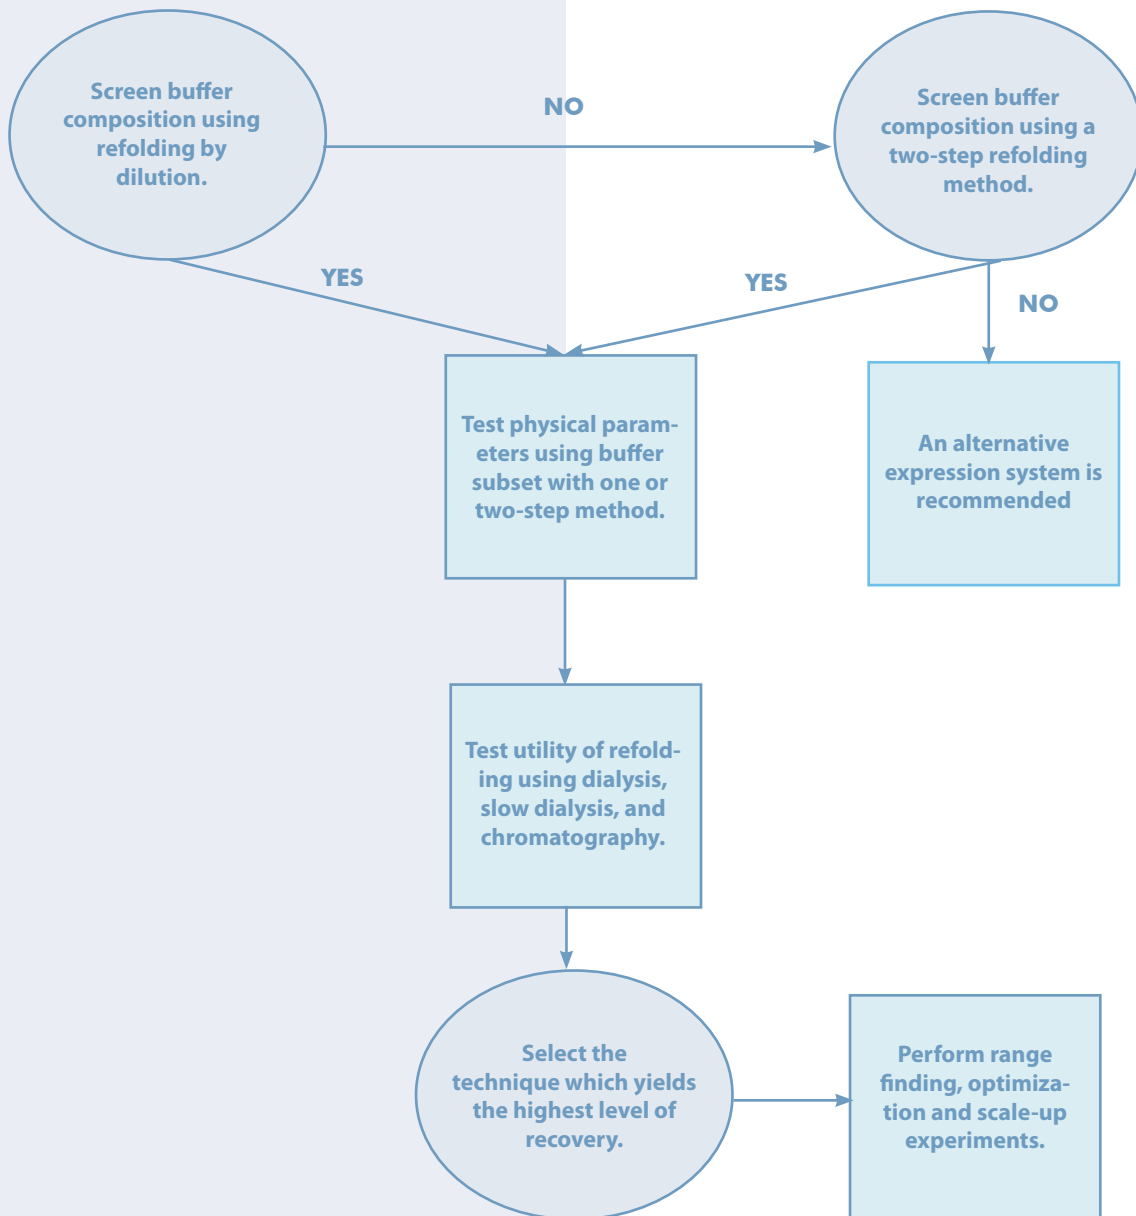 Screen buffer
composition using
refolding by
dilution.
NO
Screen buffer
composition using a
two-step refolding
method.
YES
YES
NO
Test physical param-
eters using buffer
subset with one or
two-step method.
An alternative
expression system is
recommended
Test utility of refold-
ing using dialysis,
slow dialysis, and
chromatography.
Select the
technique which yields
the highest level of
recovery.
Perform range
finding, optimiza-
tion and scale-up
experiments.